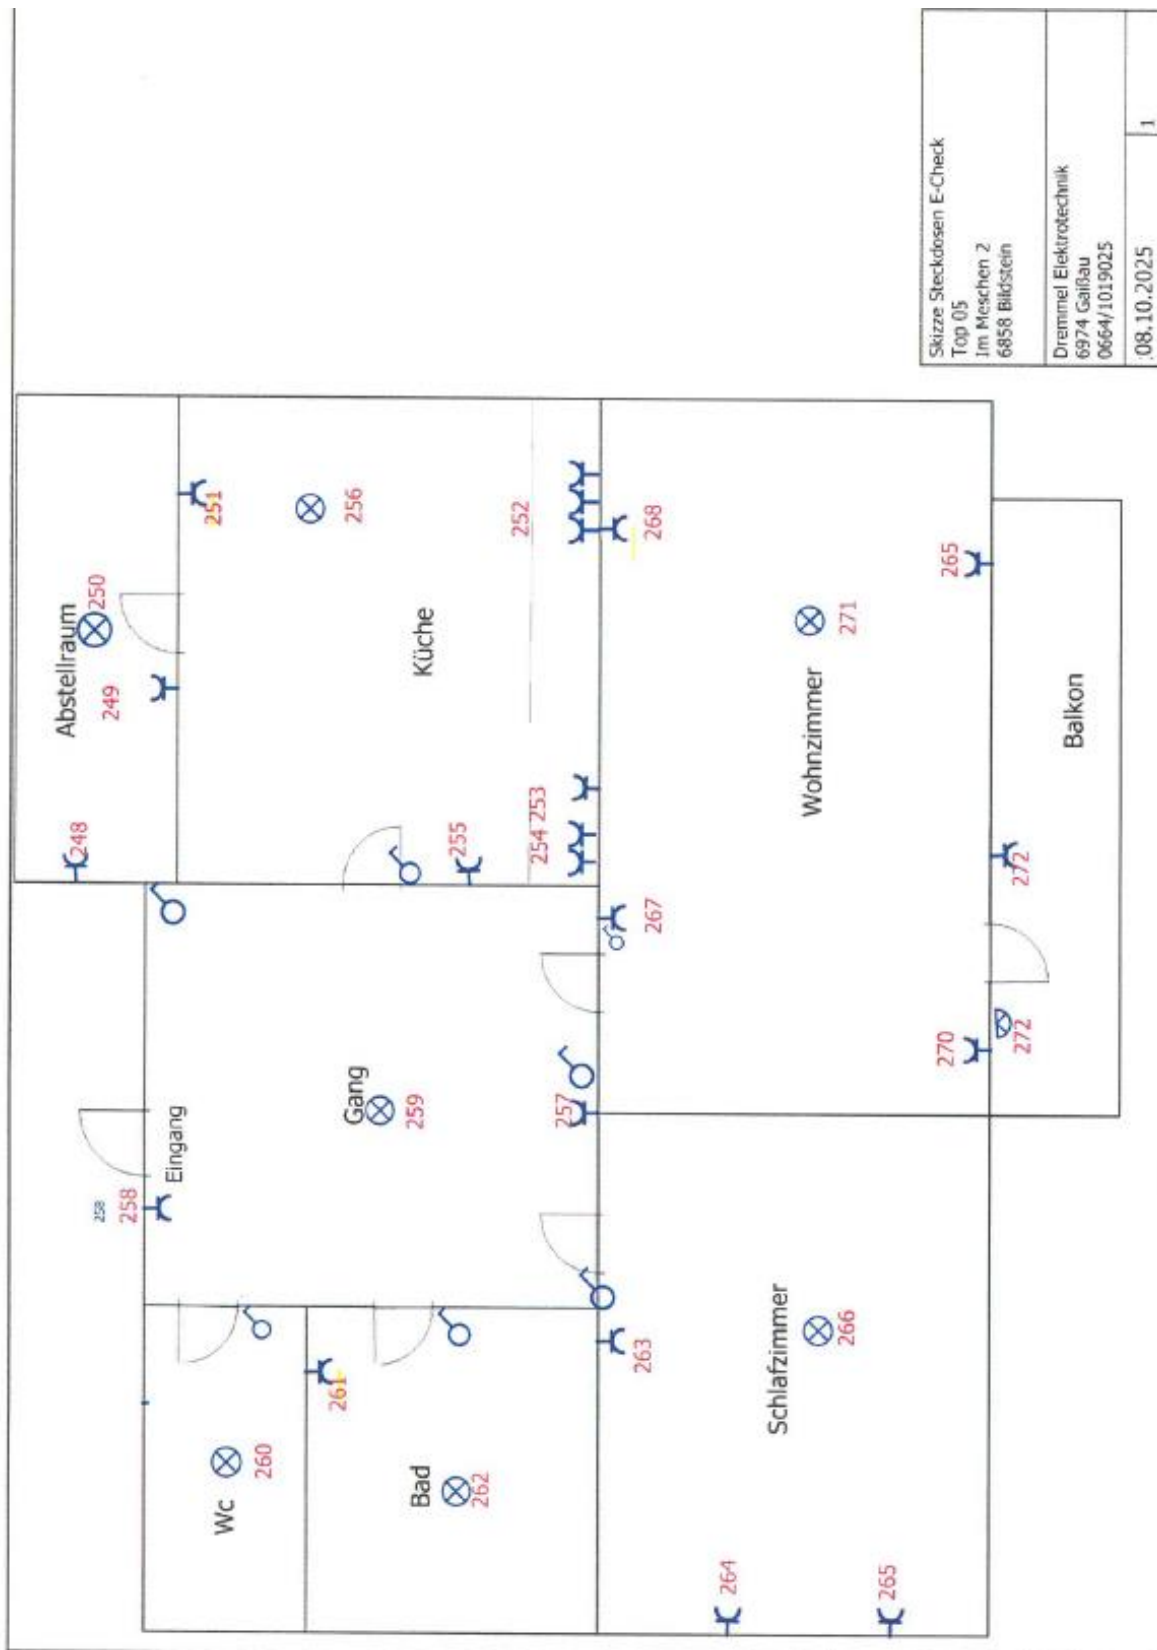 Abstellraum
248
250
258
249
258
Eingang
251
Wc
260
261
256
Gang
259
Bad
Küche
255
262
252
254 253
257
263
267
268
264
Schlafzimmer
Wohnzimmer
266
271
265
270
265
272
272
Balkon
Skizze Steckdosen E-Check
Top 05
Im Meschen 2
6858 Bildstein
Dremmel Elektrotechnik
6974 Gaißau
0664/1019025
08.10.2025
1